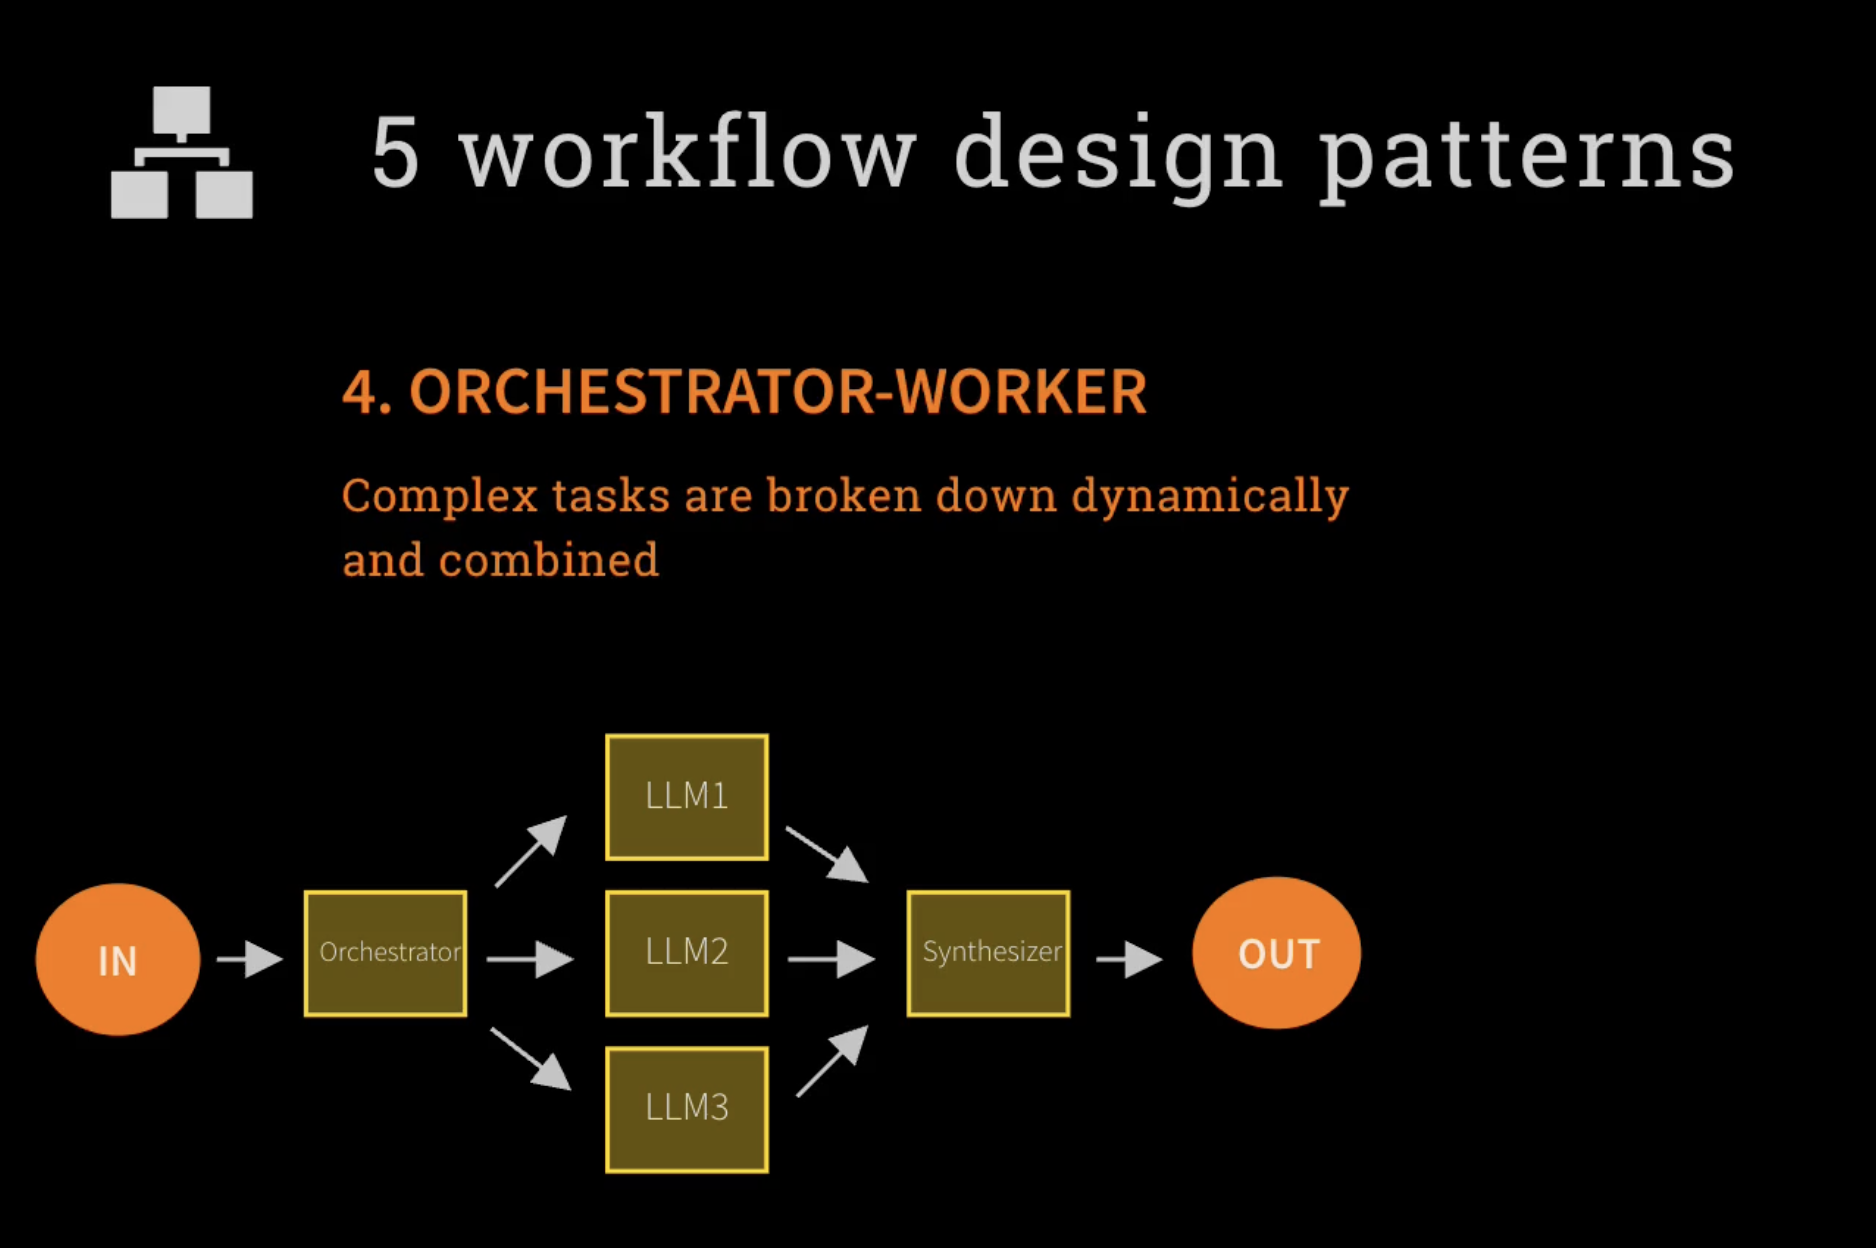 5 workflow design patterns
4. ORCHESTRATOR-WORKER
Complex tasks are broken down dynamically
and combined
IN
Orchestrator
LLM1
LLM2
LLM3
Synthesizer
OUT